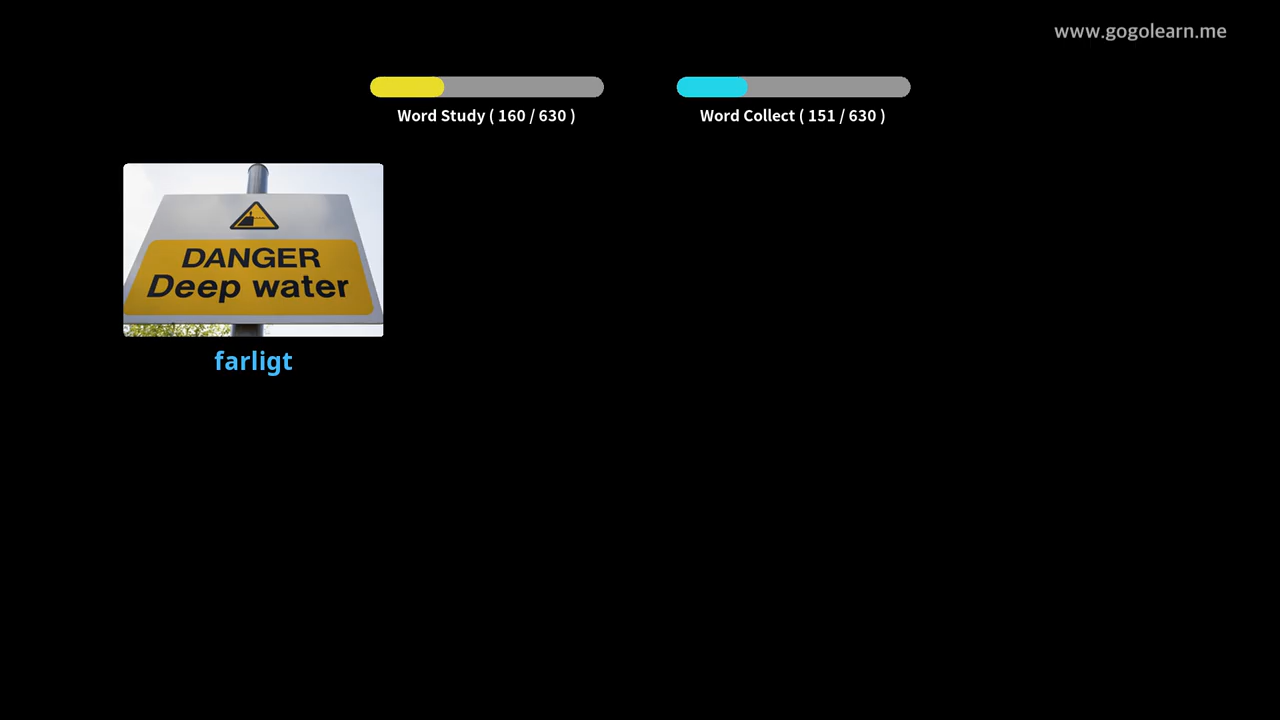 www.gogolearn.me
Word Study ( 160 / 630 )
Word Collect ( 151 / 630 )
DANGER
Deep water
farligt